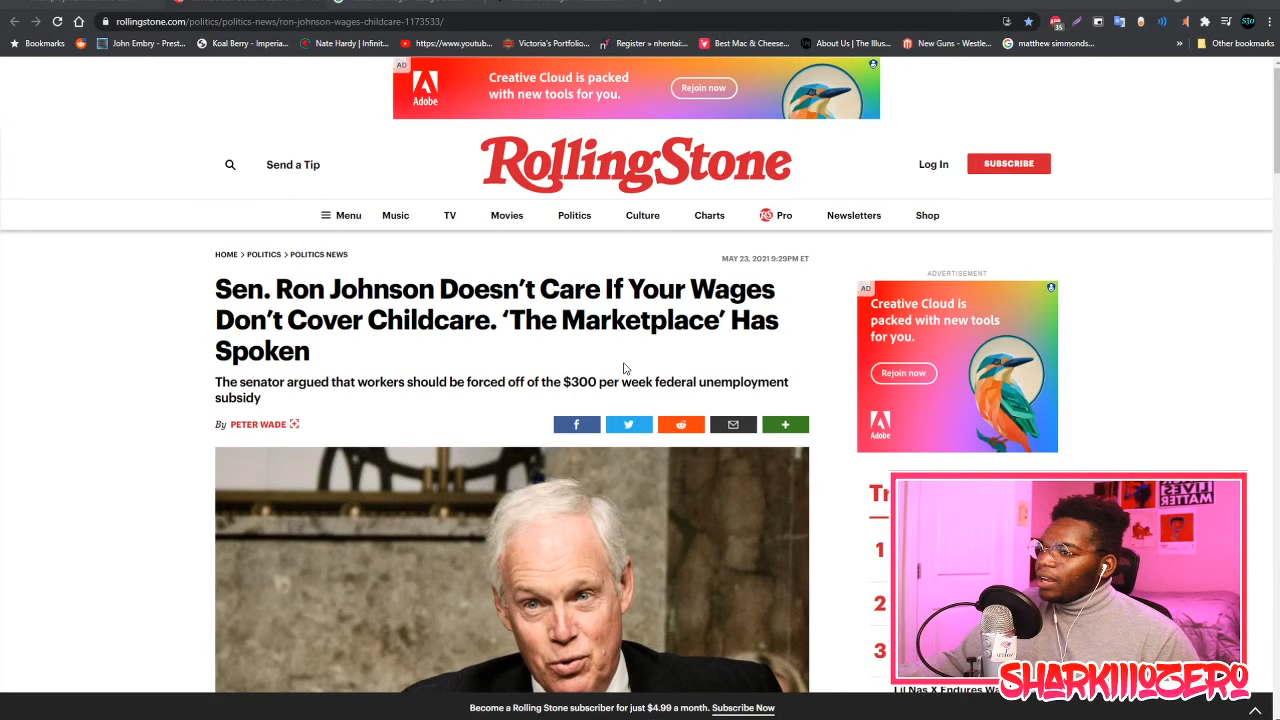 rollingstone.com/politics/politics-news/ron-johnson-wages-childcare-1173533/
35
Bookmarks
John Embry - Prest...
Koal Berry - Imperia...
Nate Hardy | Infinit...
https://www.youtub...
Victoria's Portfolio...
Register » nhentai:...
Best Mac & Cheese...
About Us | The Illus...
New Guns - Westle...
matthew simmonds...
»
Other bookmarks
AD
Adobe
Creative Cloud is packed
with new tools for you.
Rejoin now
Send a Tip
RollingStone
Log In
SUBSCRIBE
Menu
Music
TV
Movies
Politics
Culture
Charts
RS Pro
Newsletters
Shop
HOME > POLITICS > POLITICS NEWS
MAY 23, 2021 9:29PM ET
Sen. Ron Johnson Doesn’t Care If Your Wages
Don’t Cover Childcare. ‘The Marketplace’ Has
Spoken
The senator argued that workers should be forced off of the $300 per week federal unemployment
subsidy
By PETER WADE
ADVERTISEMENT
AD
Creative Cloud is
packed with new tools
for you.
Rejoin now
Adobe
Tr
1
2
3
LIVES
MATTER
SHARK3OZERO
Become a Rolling Stone subscriber for just $4.99 a month. Subscribe Now